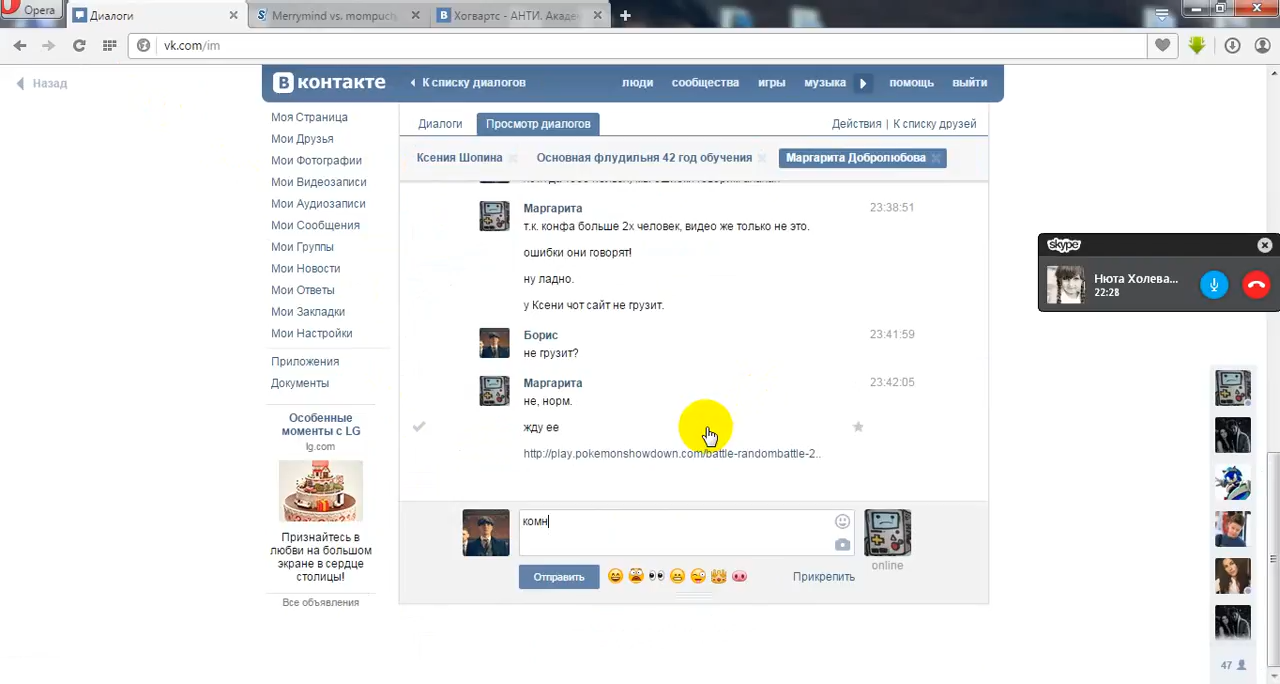 Opera
Диалоги
Merrymind vs. mompuch
Хогвартс - АНТИ. Акаде
vk.com/im
Назад
В контакте
К списку диалогов
люди
сообщества
игры
музыка
помощь
выйти
Моя Страница
Мои Друзья
Мои Фотографии
Мои Видеозаписи
Мои Аудиозаписи
Мои Сообщения
Мои Группы
Мои Новости
Мои Ответы
Мои Закладки
Мои Настройки
Приложения
Документы
Особенные
моменты с LG
lg.com
Признайтесь в
любви на большом
экране в сердце
столицы!
Все объявления
Диалоги
Просмотр диалогов
Действия | К списку друзей
Ксения Шопина
Основная флудильня 42 год обучения
Маргарита Добролюбова
Маргарита
23:38:51
т.к. конфа больше 2х человек, видео же только не это.
ошибки они говорят!
ну ладно.
у Ксени чот сайт не грузит.
Борис
23:41:59
не грузит?
Маргарита
23:42:05
не, норм.
жду ее
http://play.pokemonshowdown.com/battle-randombattle-2..
комн
Отправить
Прикрепить
online
skype
Нюта Холева...
22:28
47